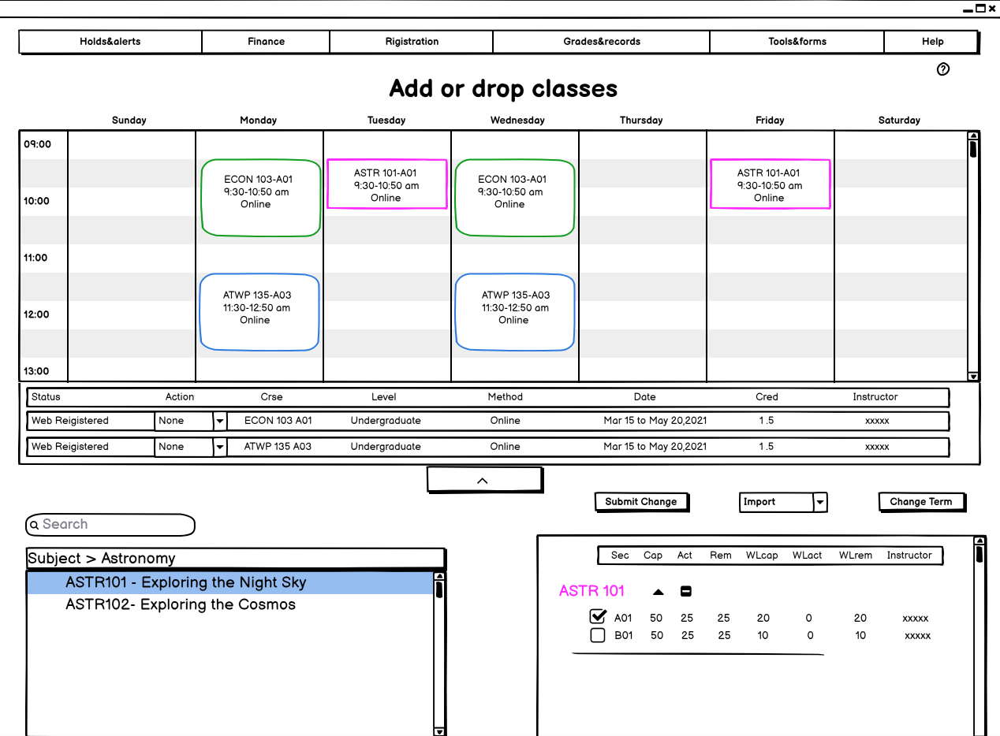 Holds&alerts Finance Rigistration Grades&records Tools&forms Help
?
Add or drop classes
Sunday Monday Tuesday Wednesday Thursday Friday Saturday
09:00
ECON 103-A01
9:30-10:50 am
Online
ASTR 101-A01
9:30-10:50 am
Online
ECON 103-A01
9:30-10:50 am
Online
ASTR 101-A01
9:30-10:50 am
Online
10:00
11:00
ATWP 135-A03
11:30-12:50 am
Online
ATWP 135-A03
11:30-12:50 am
Online
12:00
13:00
Status Action Crse Level Method Date Cred Instructor
Web Reigistered None ECON 103 A01 Undergraduate Online Mar 15 to May 20,2021 1.5 xxxxx
Web Reigistered None ATWP 135 A03 Undergraduate Online Mar 15 to May 20,2021 1.5 xxxxx
Submit Change Import Change Term
Search
Subject > Astronomy
ASTR101 - Exploring the Night Sky
ASTR102- Exploring the Cosmos
Sec Cap Act Rem WLcap WLact WLrem Instructor
ASTR 101
A01 50 25 25 20 0 20 xxxxx
B01 50 25 25 10 0 10 xxxxx